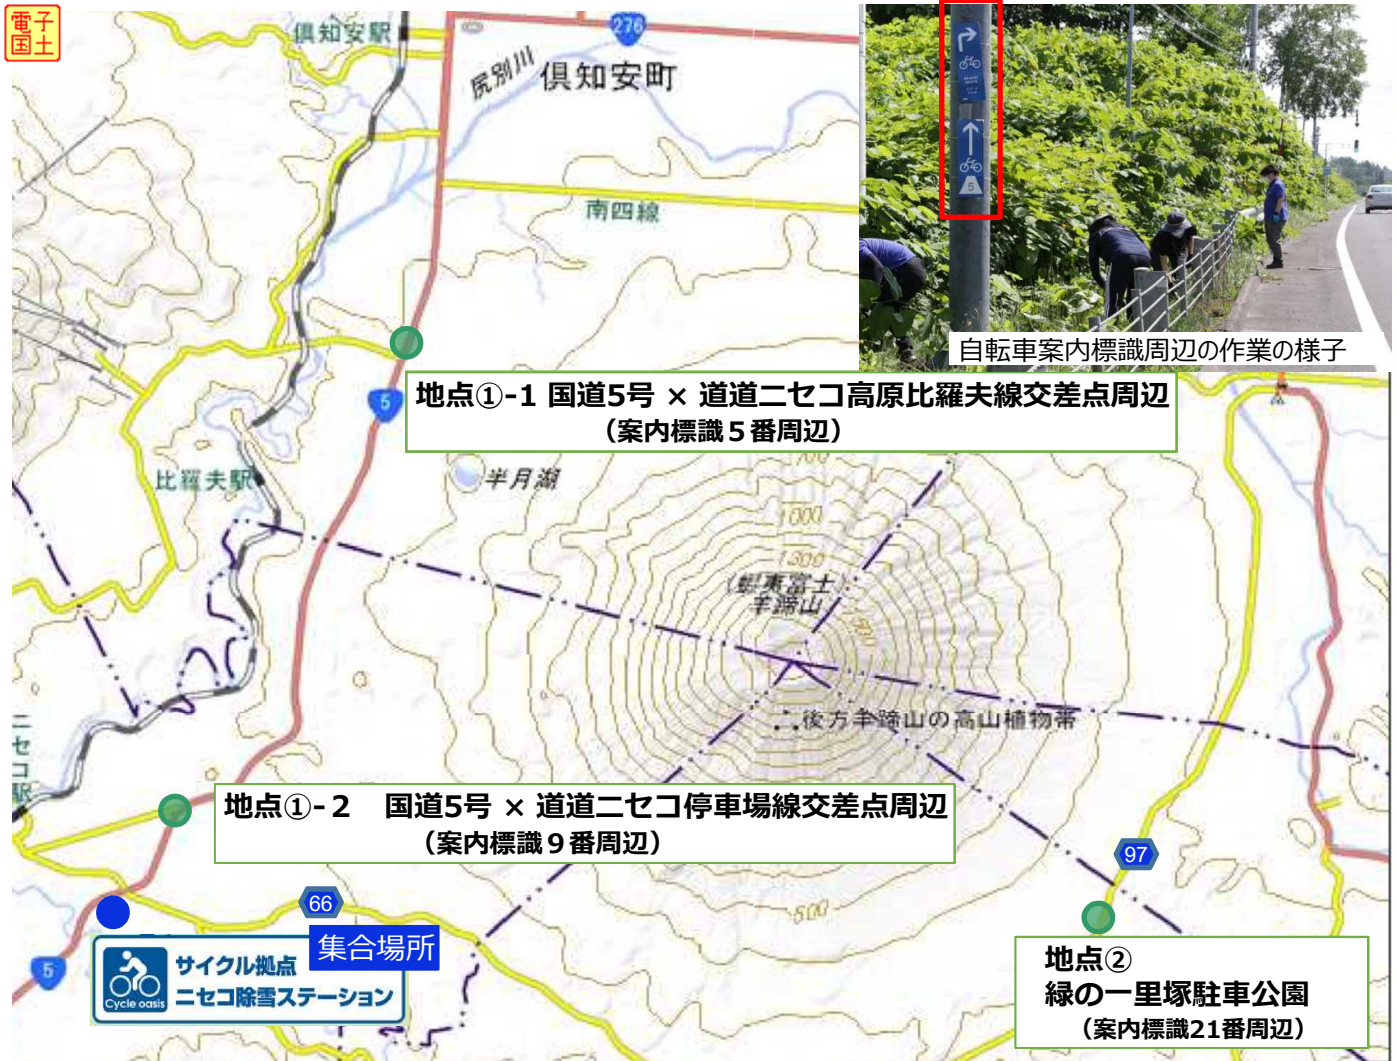 電子
国土
倶知安駅
276
尻別川
倶知安町
南四線
5
自転車案内標識周辺の作業の様子
地点①-1 国道5号 × 道道ニセコ高原比羅夫線交差点周辺
（案内標識５番周辺）
5
比羅夫駅
半月湖
700
1000
1300
(蝦夷富士)
羊蹄山
後方羊蹄山の高山植物帯
ニセコ駅
地点①-２ 国道5号 × 道道ニセコ停車場線交差点周辺
（案内標識９番周辺）
97
66
500
集合場所
5
Cycle oasis
サイクル拠点
ニセコ除雪ステーション
地点②
緑の一里塚駐車公園
（案内標識21番周辺）